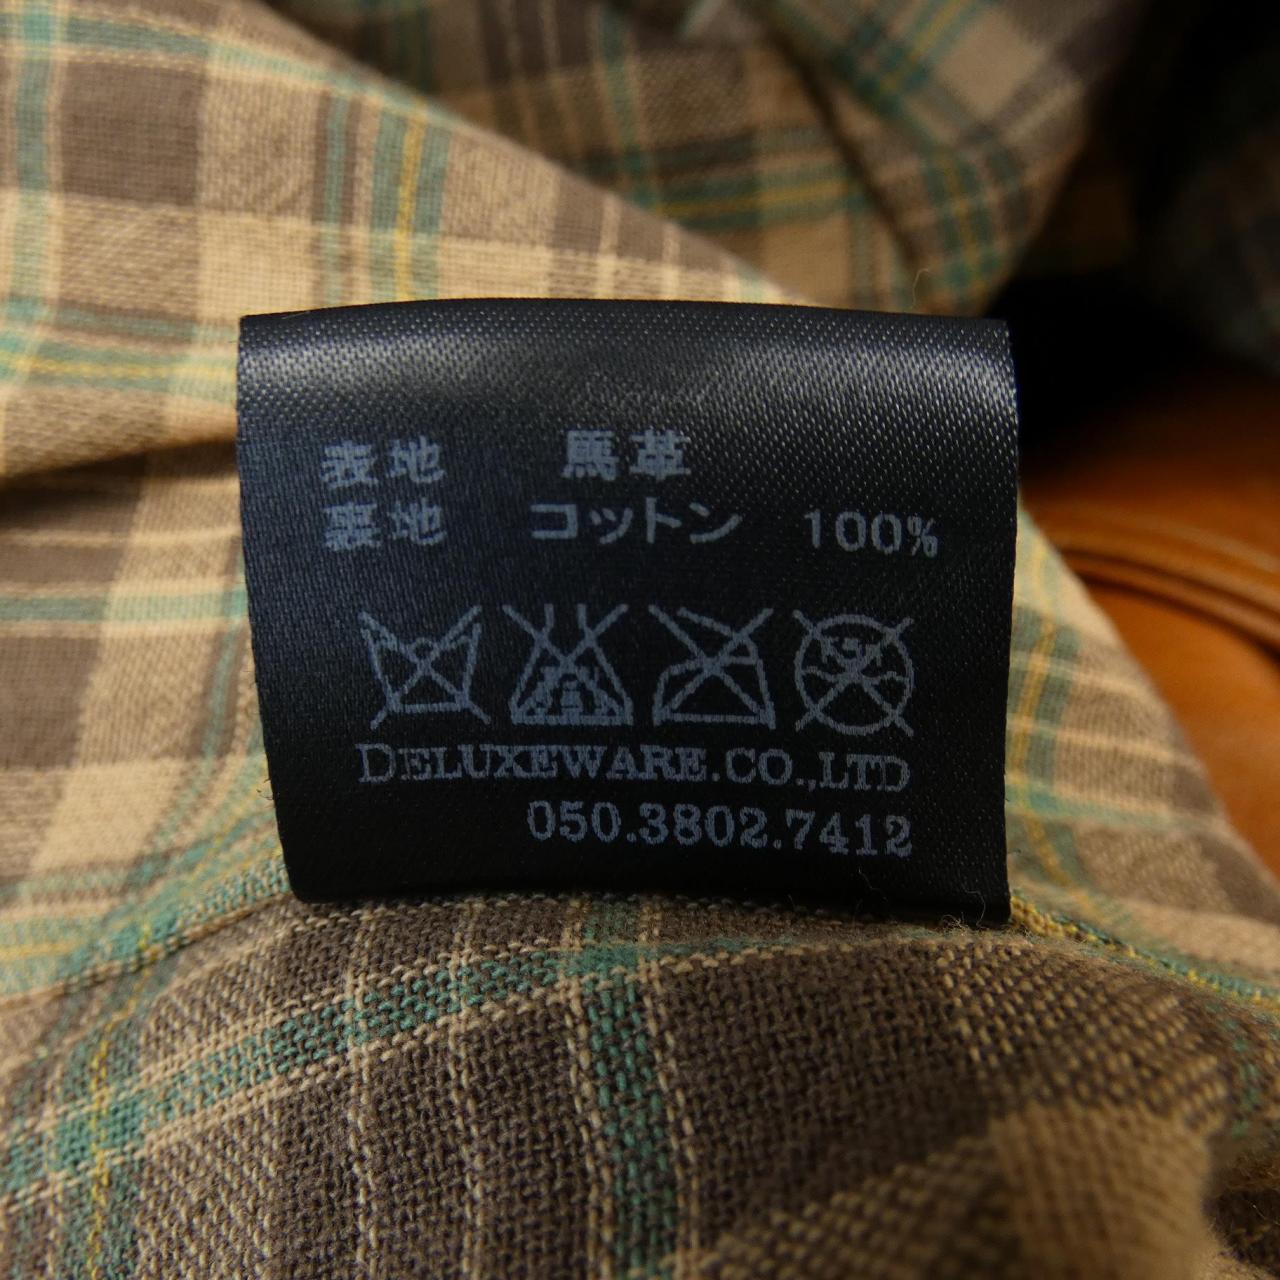 表地 馬革
裏地 コットン 100%
DELUXEWARE.CO.,LTD
050.3802.7412